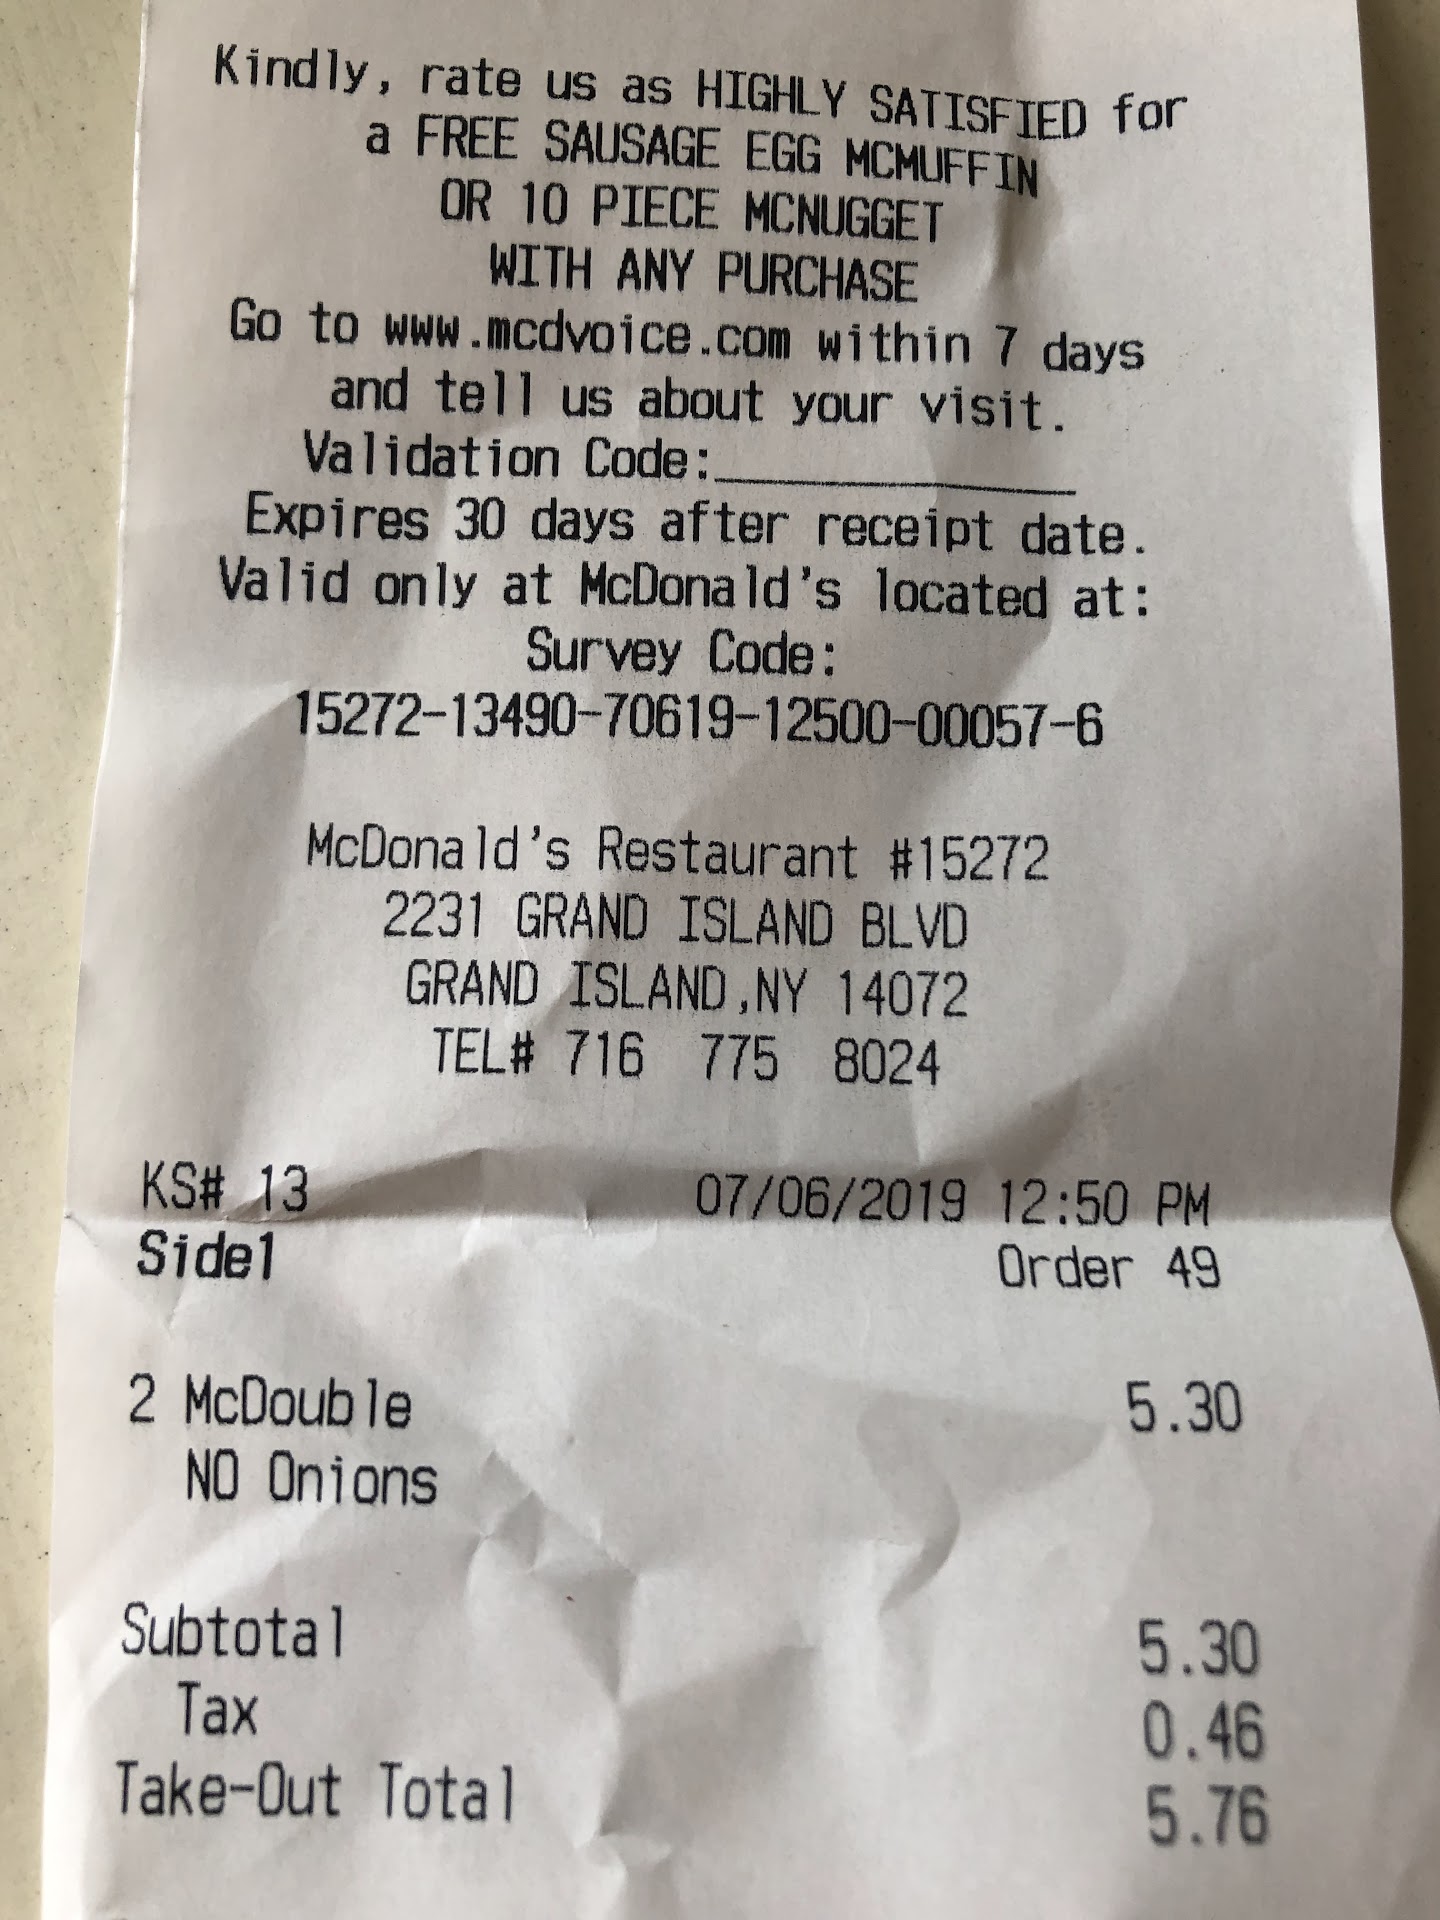 Kindly, rate us as HIGHLY SATISFIED for
a FREE SAUSAGE EGG MCMUFFIN
OR 10 PIECE MCNUGGET
WITH ANY PURCHASE
Go to www.mcdvoice.com within 7 days
and tell us about your visit.
Validation Code:____________
Expires 30 days after receipt date.
Valid only at McDonald's located at:
Survey Code:
15272-13490-70619-12500-00057-6
McDonald's Restaurant #15272
2231 GRAND ISLAND BLVD
GRAND ISLAND,NY 14072
TEL# 716 775 8024
KS# 13 07/06/2019 12:50 PM
Side1 Order 49
2 McDouble 5.30
NO Onions
Subtotal 5.30
Tax 0.46
Take-Out Total 5.76